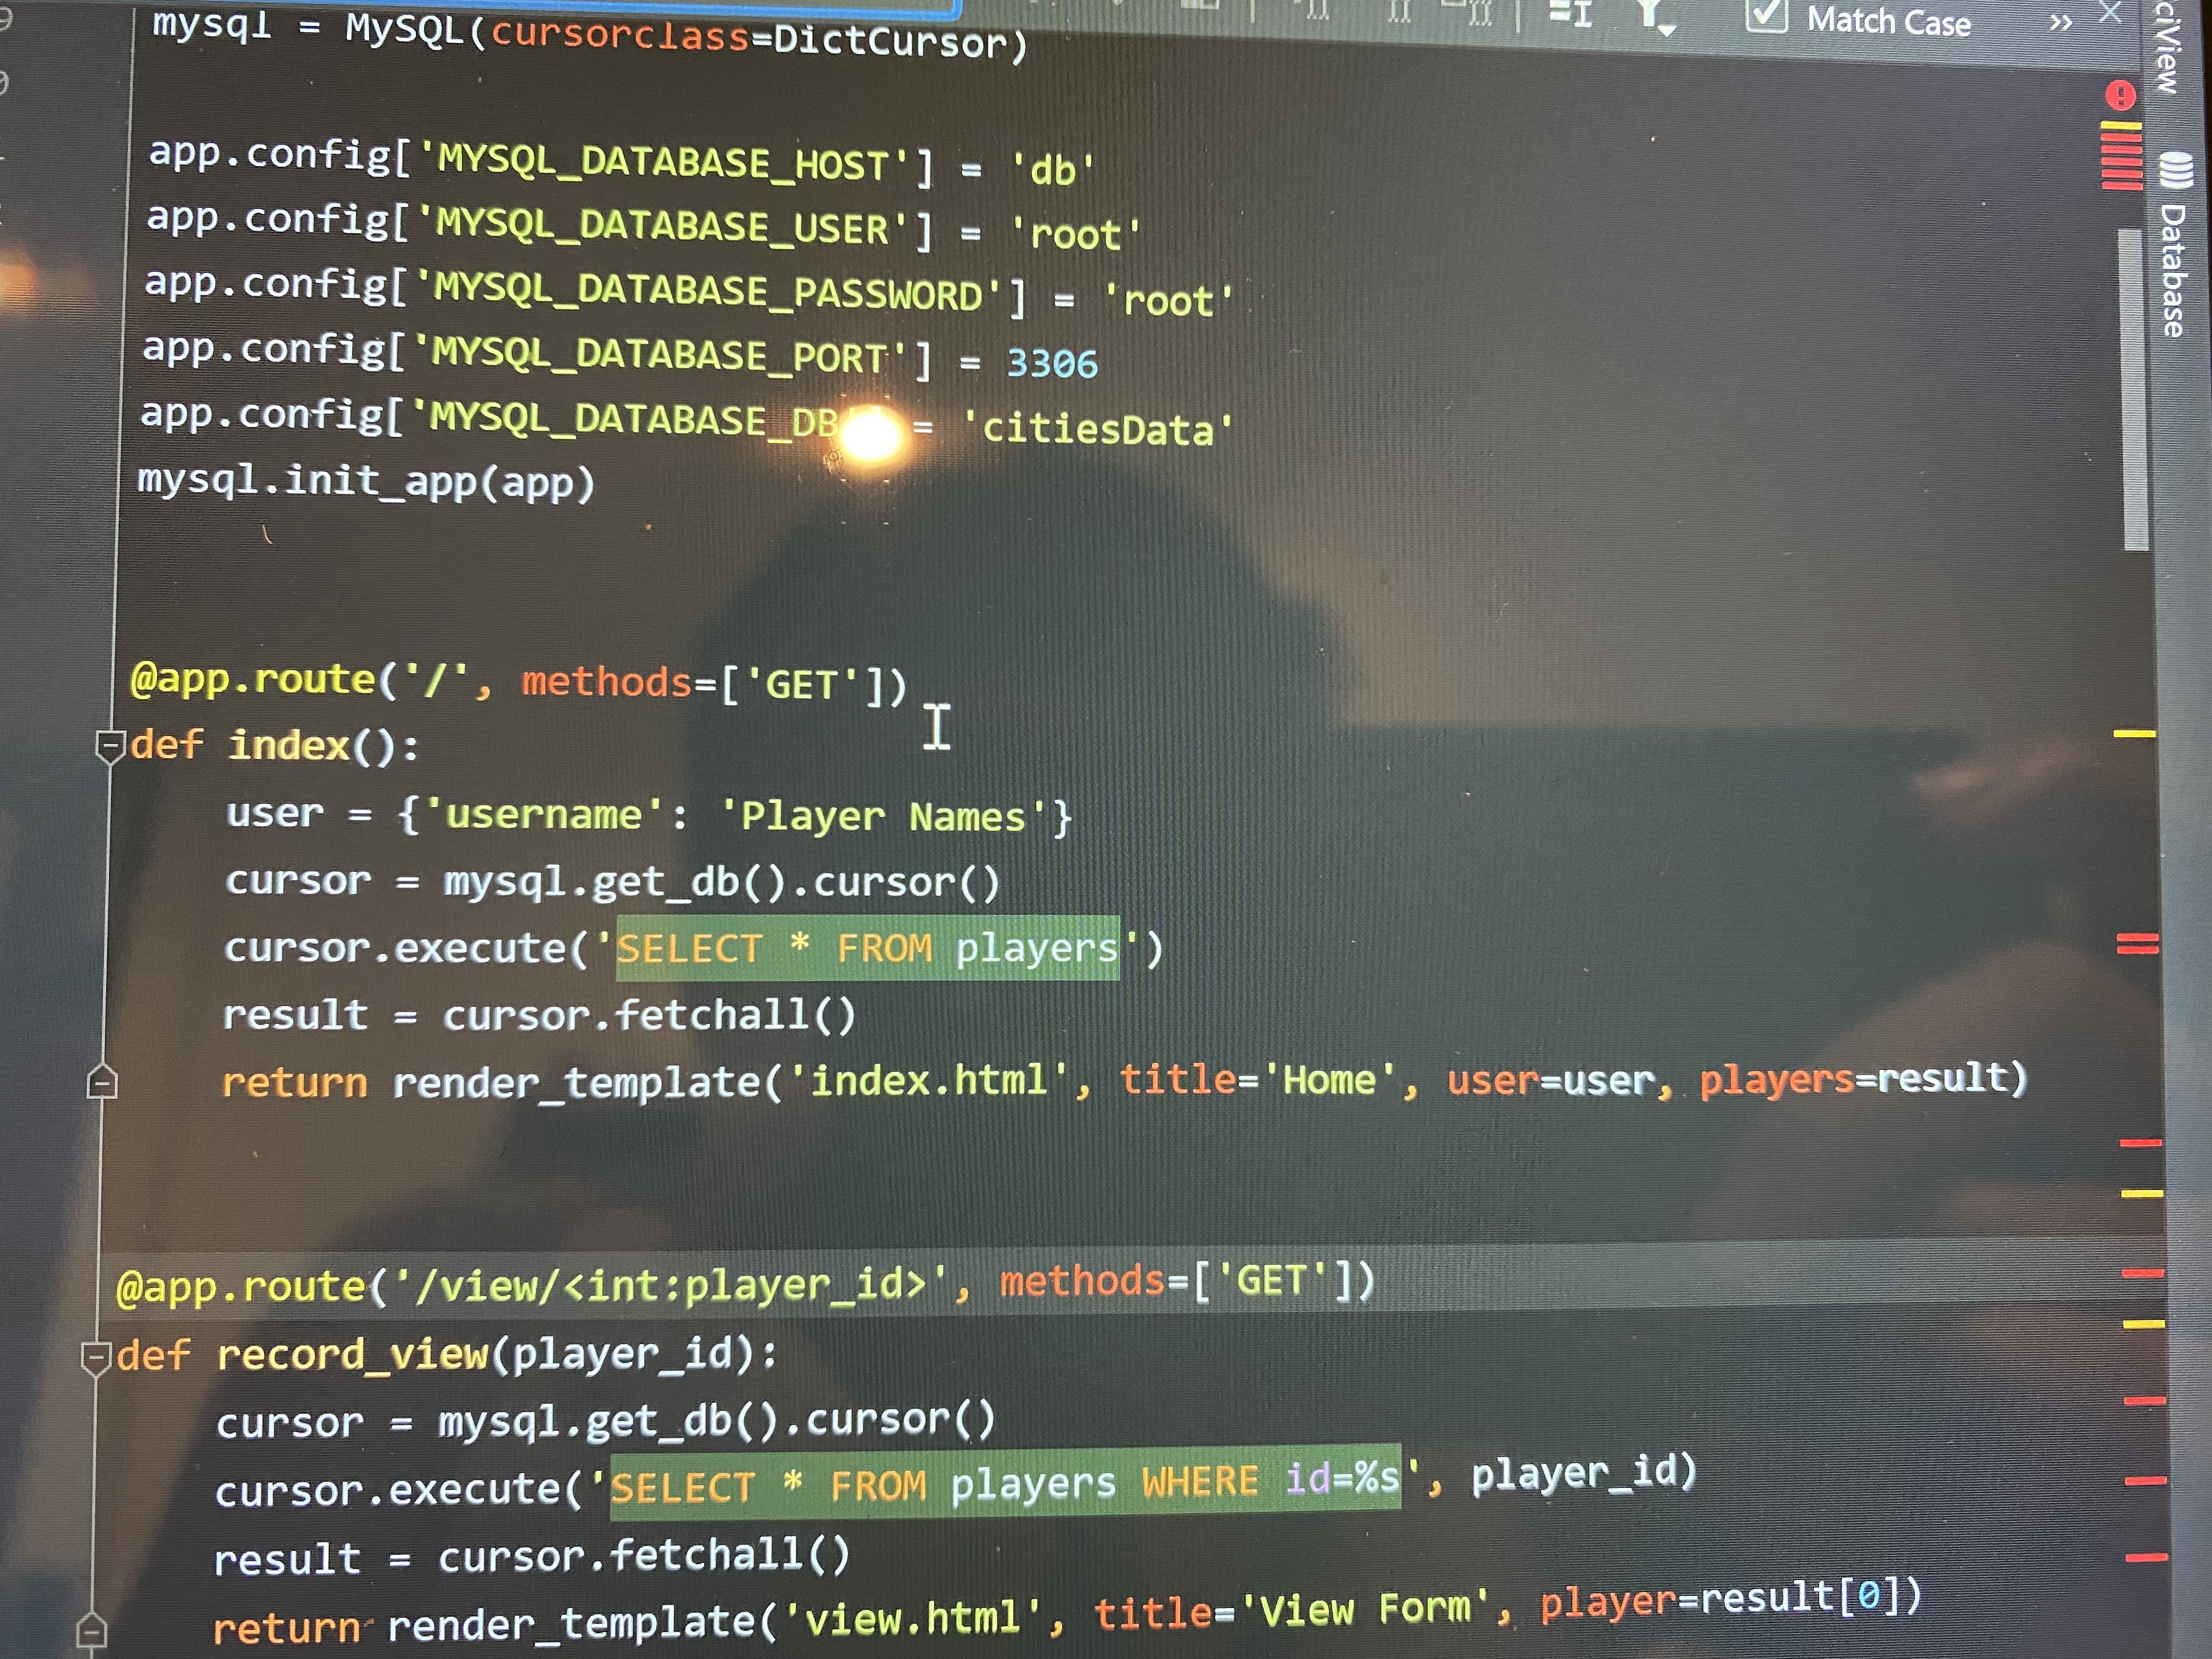 Match Case
ciView
Database
mysql = MySQL(cursorclass=DictCursor)
app.config['MYSQL_DATABASE_HOST'] = 'db'
app.config['MYSQL_DATABASE_USER'] = 'root'
app.config['MYSQL_DATABASE_PASSWORD'] = 'root'
app.config['MYSQL_DATABASE_PORT'] = 3306
app.config['MYSQL_DATABASE_DB = 'citiesData'
mysql.init_app(app)
@app.route('/', methods=['GET'])
def index():
    user = {'username': 'Player Names'}
    cursor = mysql.get_db().cursor()
    cursor.execute('SELECT * FROM players')
    result = cursor.fetchall()
    return render_template('index.html', title='Home', user=user, players=result)
@app.route('/view/<int:player_id>', methods=['GET'])
def record_view(player_id):
    cursor = mysql.get_db().cursor()
    cursor.execute('SELECT * FROM players WHERE id=%s', player_id)
    result = cursor.fetchall()
    return render_template('view.html', title='View Form', player=result[0])